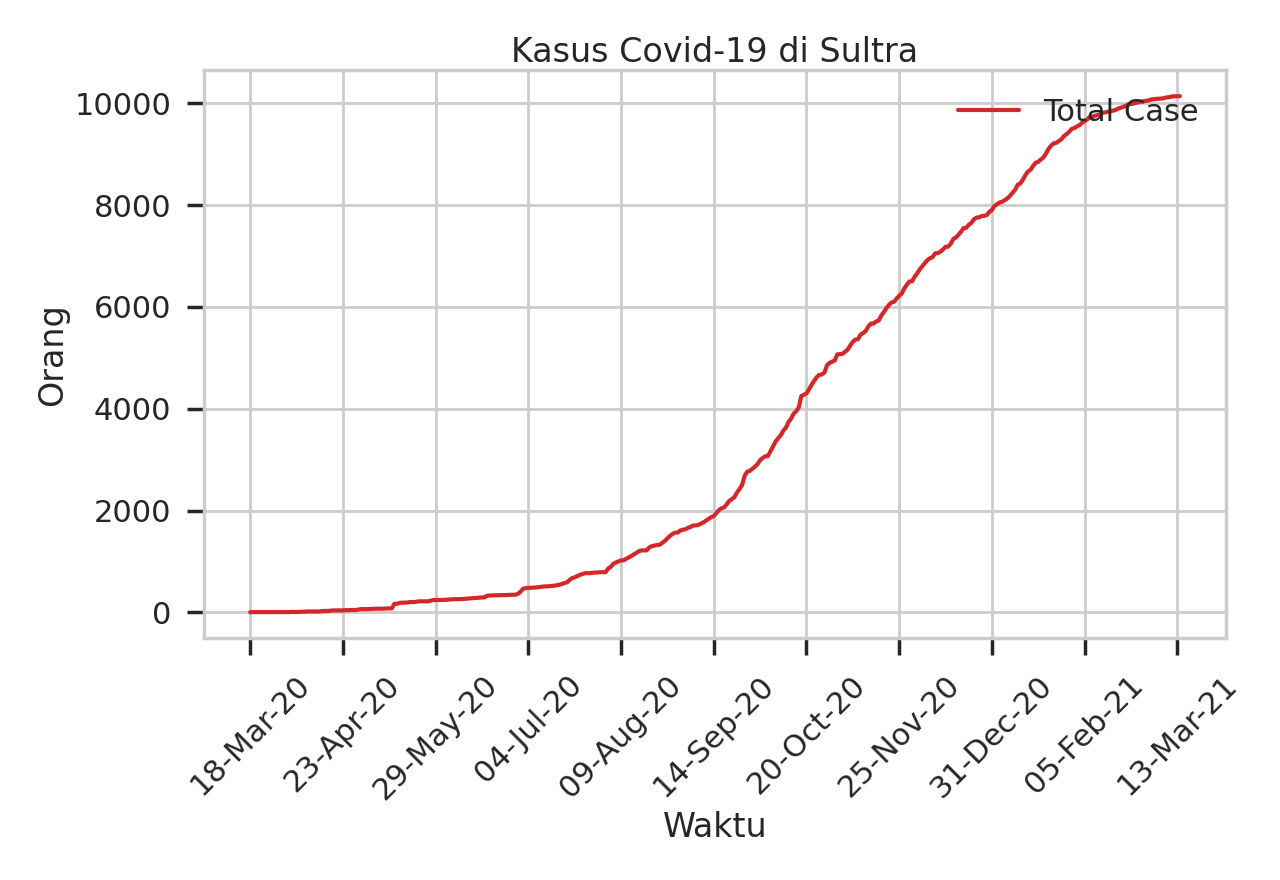 Kasus Covid-19 di Sultra
Total Case
10000
8000
6000
4000
2000
0
Orang
18-Mar-20
23-Apr-20
29-May-20
04-Jul-20
09-Aug-20
14-Sep-20
20-Oct-20
25-Nov-20
31-Dec-20
05-Feb-21
13-Mar-21
Waktu